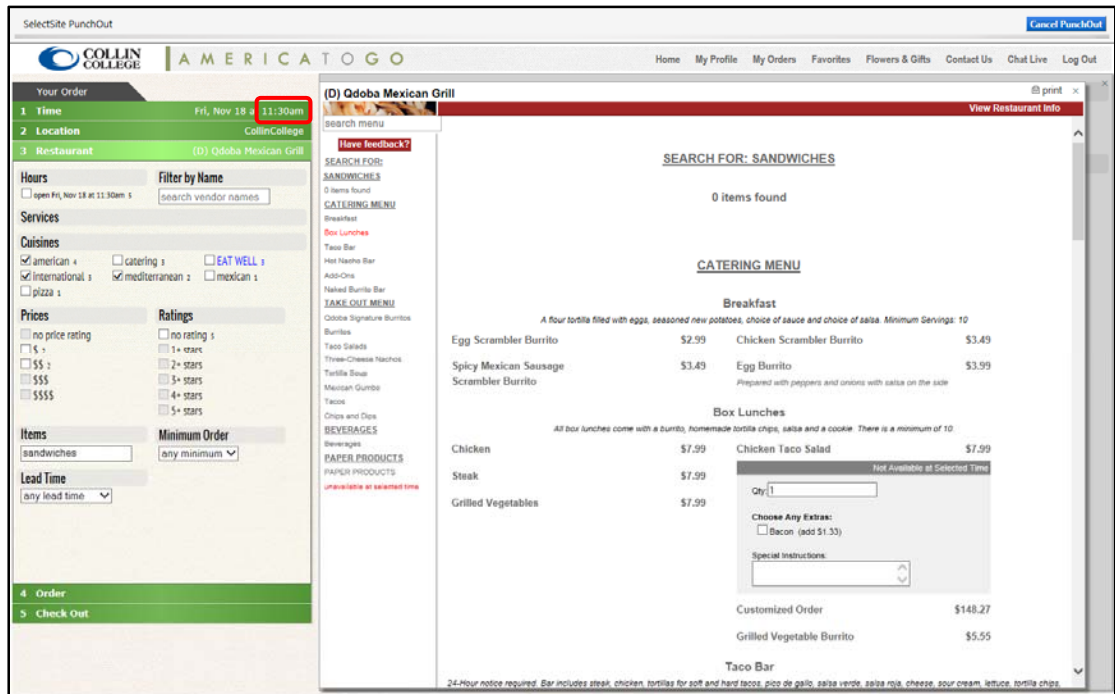 SelectSite PunchOut
Cancel PunchOut
COLLIN
COLLEGE
AMERICATOGO
Home My Profile My Orders Favorites Flowers & Gifts Contact Us Chat Live Log Out
Your Order
1 Time Fri, Nov 18 a 11:30am
2 Location CollinCollege
3 Restaurant (D) Qdoba Mexican Grill
Hours
open Fri, Nov 18 at 11:30am 5
Filter by Name
search vendor names
Services
Cuisines
american 4 catering 3 EAT WELL 3
international 3 mediterranean 2 mexican 1
pizza 1
Prices
no price rating
$ 3
$$ 2
$$$
$$$$
Ratings
no rating 5
1+ stars
2+ stars
3+ stars
4+ stars
5+ stars
Items
sandwiches
Minimum Order
any minimum
Lead Time
any lead time
4 Order
5 Check Out
(D) Qdoba Mexican Grill
print ×
View Restaurant Info
search menu
Have feedback?
SEARCH FOR:
SANDWICHES
0 items found
CATERING MENU
Breakfast
Box Lunches
Taco Bar
Hot Nacho Bar
Add-Ons
Naked Burrito Bar
TAKE OUT MENU
Qdoba Signature Burritos
Burritos
Taco Salads
Three-Cheese Nachos
Tortilla Soup
Mexican Gumbo
Tacos
Chips and Dips
BEVERAGES
Beverages
PAPER PRODUCTS
PAPER PRODUCTS
unavailable at selected time
SEARCH FOR: SANDWICHES
0 items found
CATERING MENU
Breakfast
A flour tortilla filled with eggs, seasoned new potatoes, choice of sauce and choice of salsa. Minimum Servings: 10
Egg Scrambler Burrito $2.99 Chicken Scrambler Burrito $3.49
Spicy Mexican Sausage $3.49 Egg Burrito $3.99
Scrambler Burrito Prepared with peppers and onions with salsa on the side
Box Lunches
All box lunches come with a burrito, homemade tortilla chips, salsa and a cookie. There is a minimum of 10.
Chicken $7.99 Chicken Taco Salad $7.99
Steak $7.99
Grilled Vegetables $7.99
Not Available at Selected Time
Qty: 1
Choose Any Extras:
Bacon (add $1.33)
Special Instructions:
Customized Order $148.27
Grilled Vegetable Burrito $5.55
Taco Bar
24-Hour notice required. Bar includes steak, chicken, tortillas for soft and hard tacos, pico de gallo, salsa verde, salsa roja, cheese, sour cream, lettuce, tortilla chips,